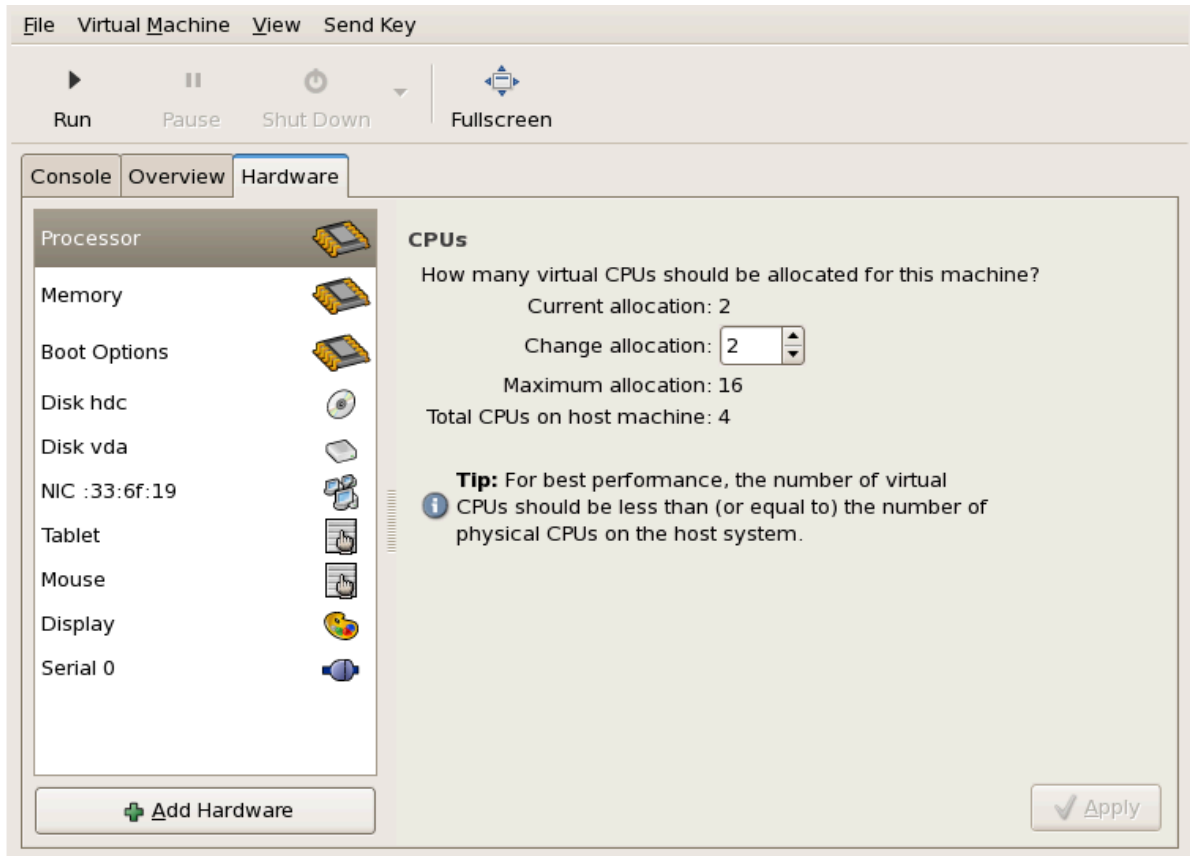 File Virtual Machine View Send Key
Run Pause Shut Down Fullscreen
Console Overview Hardware
Processor
Memory
Boot Options
Disk hdc
Disk vda
NIC :33:6f:19
Tablet
Mouse
Display
Serial 0
Add Hardware
CPUs
How many virtual CPUs should be allocated for this machine?
Current allocation: 2
Change allocation: 2
Maximum allocation: 16
Total CPUs on host machine: 4
Tip: For best performance, the number of virtual
CPUs should be less than (or equal to) the number of
physical CPUs on the host system.
Apply